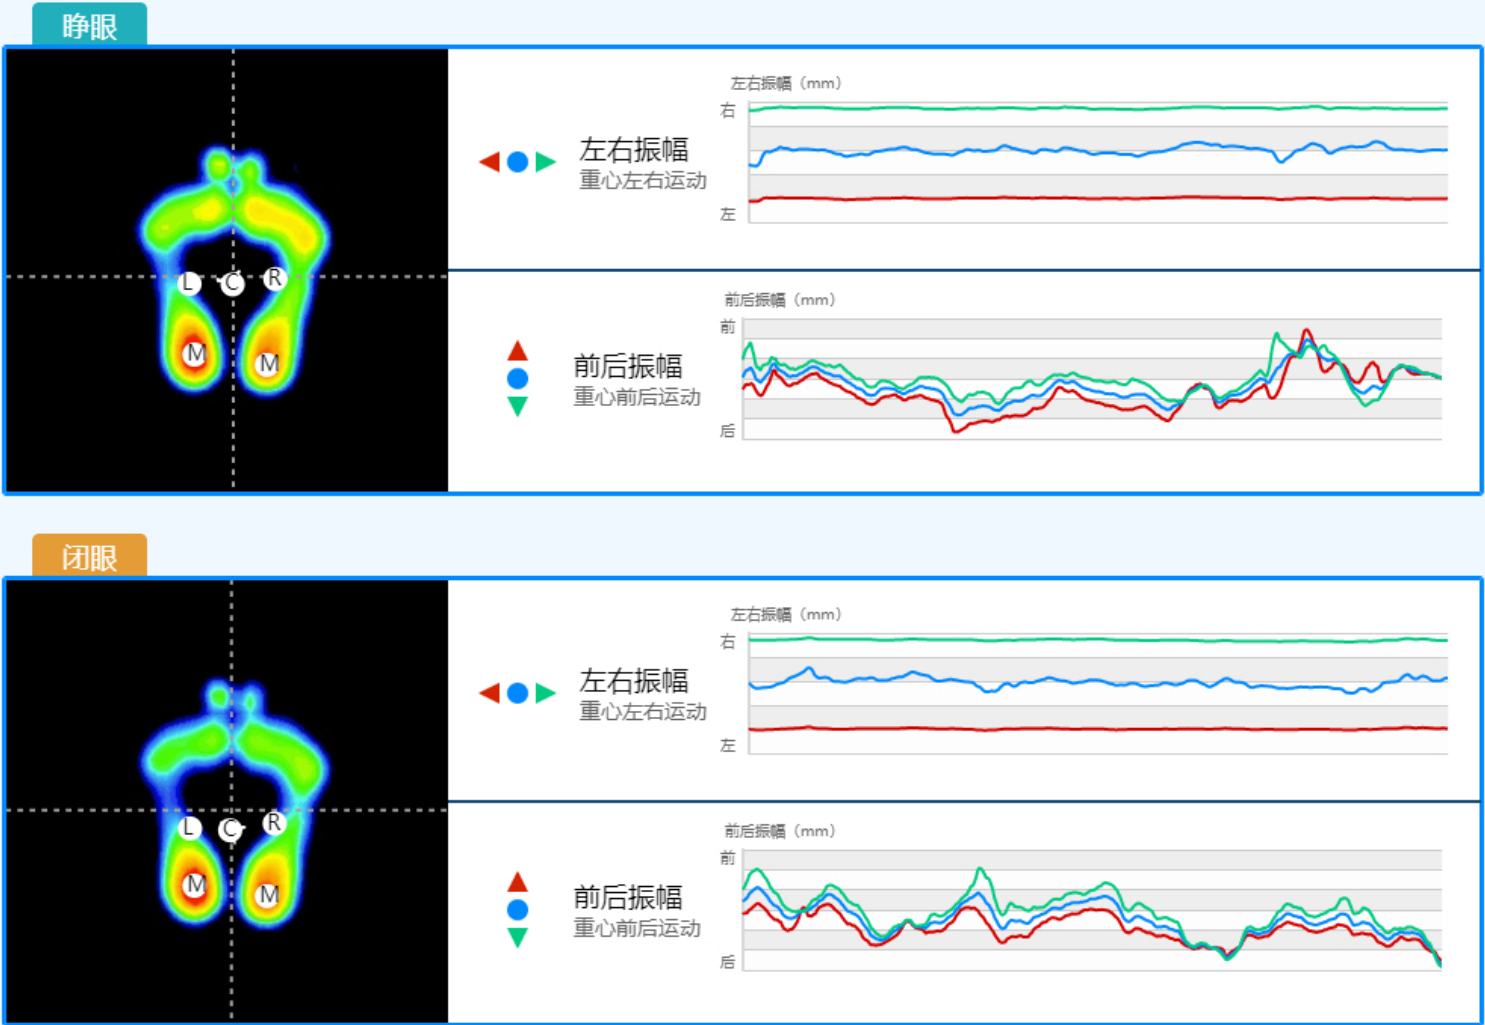 睁眼
左右振幅（mm）
右
左右振幅
重心左右运动
左
L
C
R
M
M
前后振幅（mm）
前
前后振幅
重心前后运动
后
闭眼
左右振幅（mm）
右
左右振幅
重心左右运动
左
L
C
R
M
M
前后振幅（mm）
前
前后振幅
重心前后运动
后